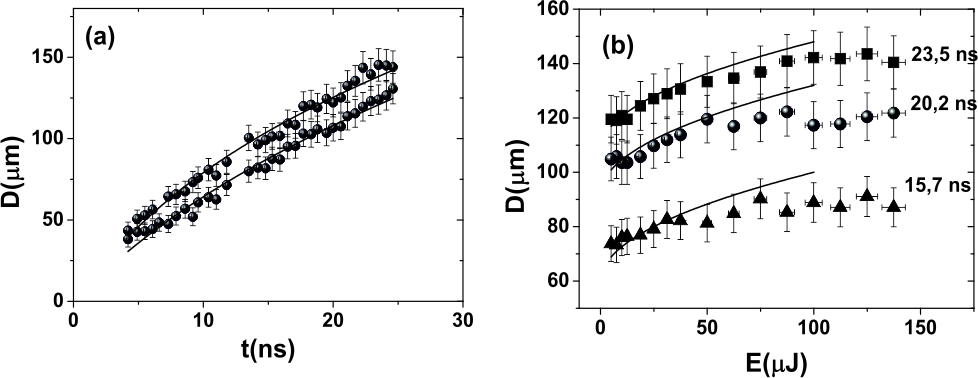 (a)
D(μm)
150
100
50
0
0 10 20 30
t(ns)
(b)
D(μm)
160
140
120
100
80
60
23,5 ns
20,2 ns
15,7 ns
0 50 100 150
E(μJ)